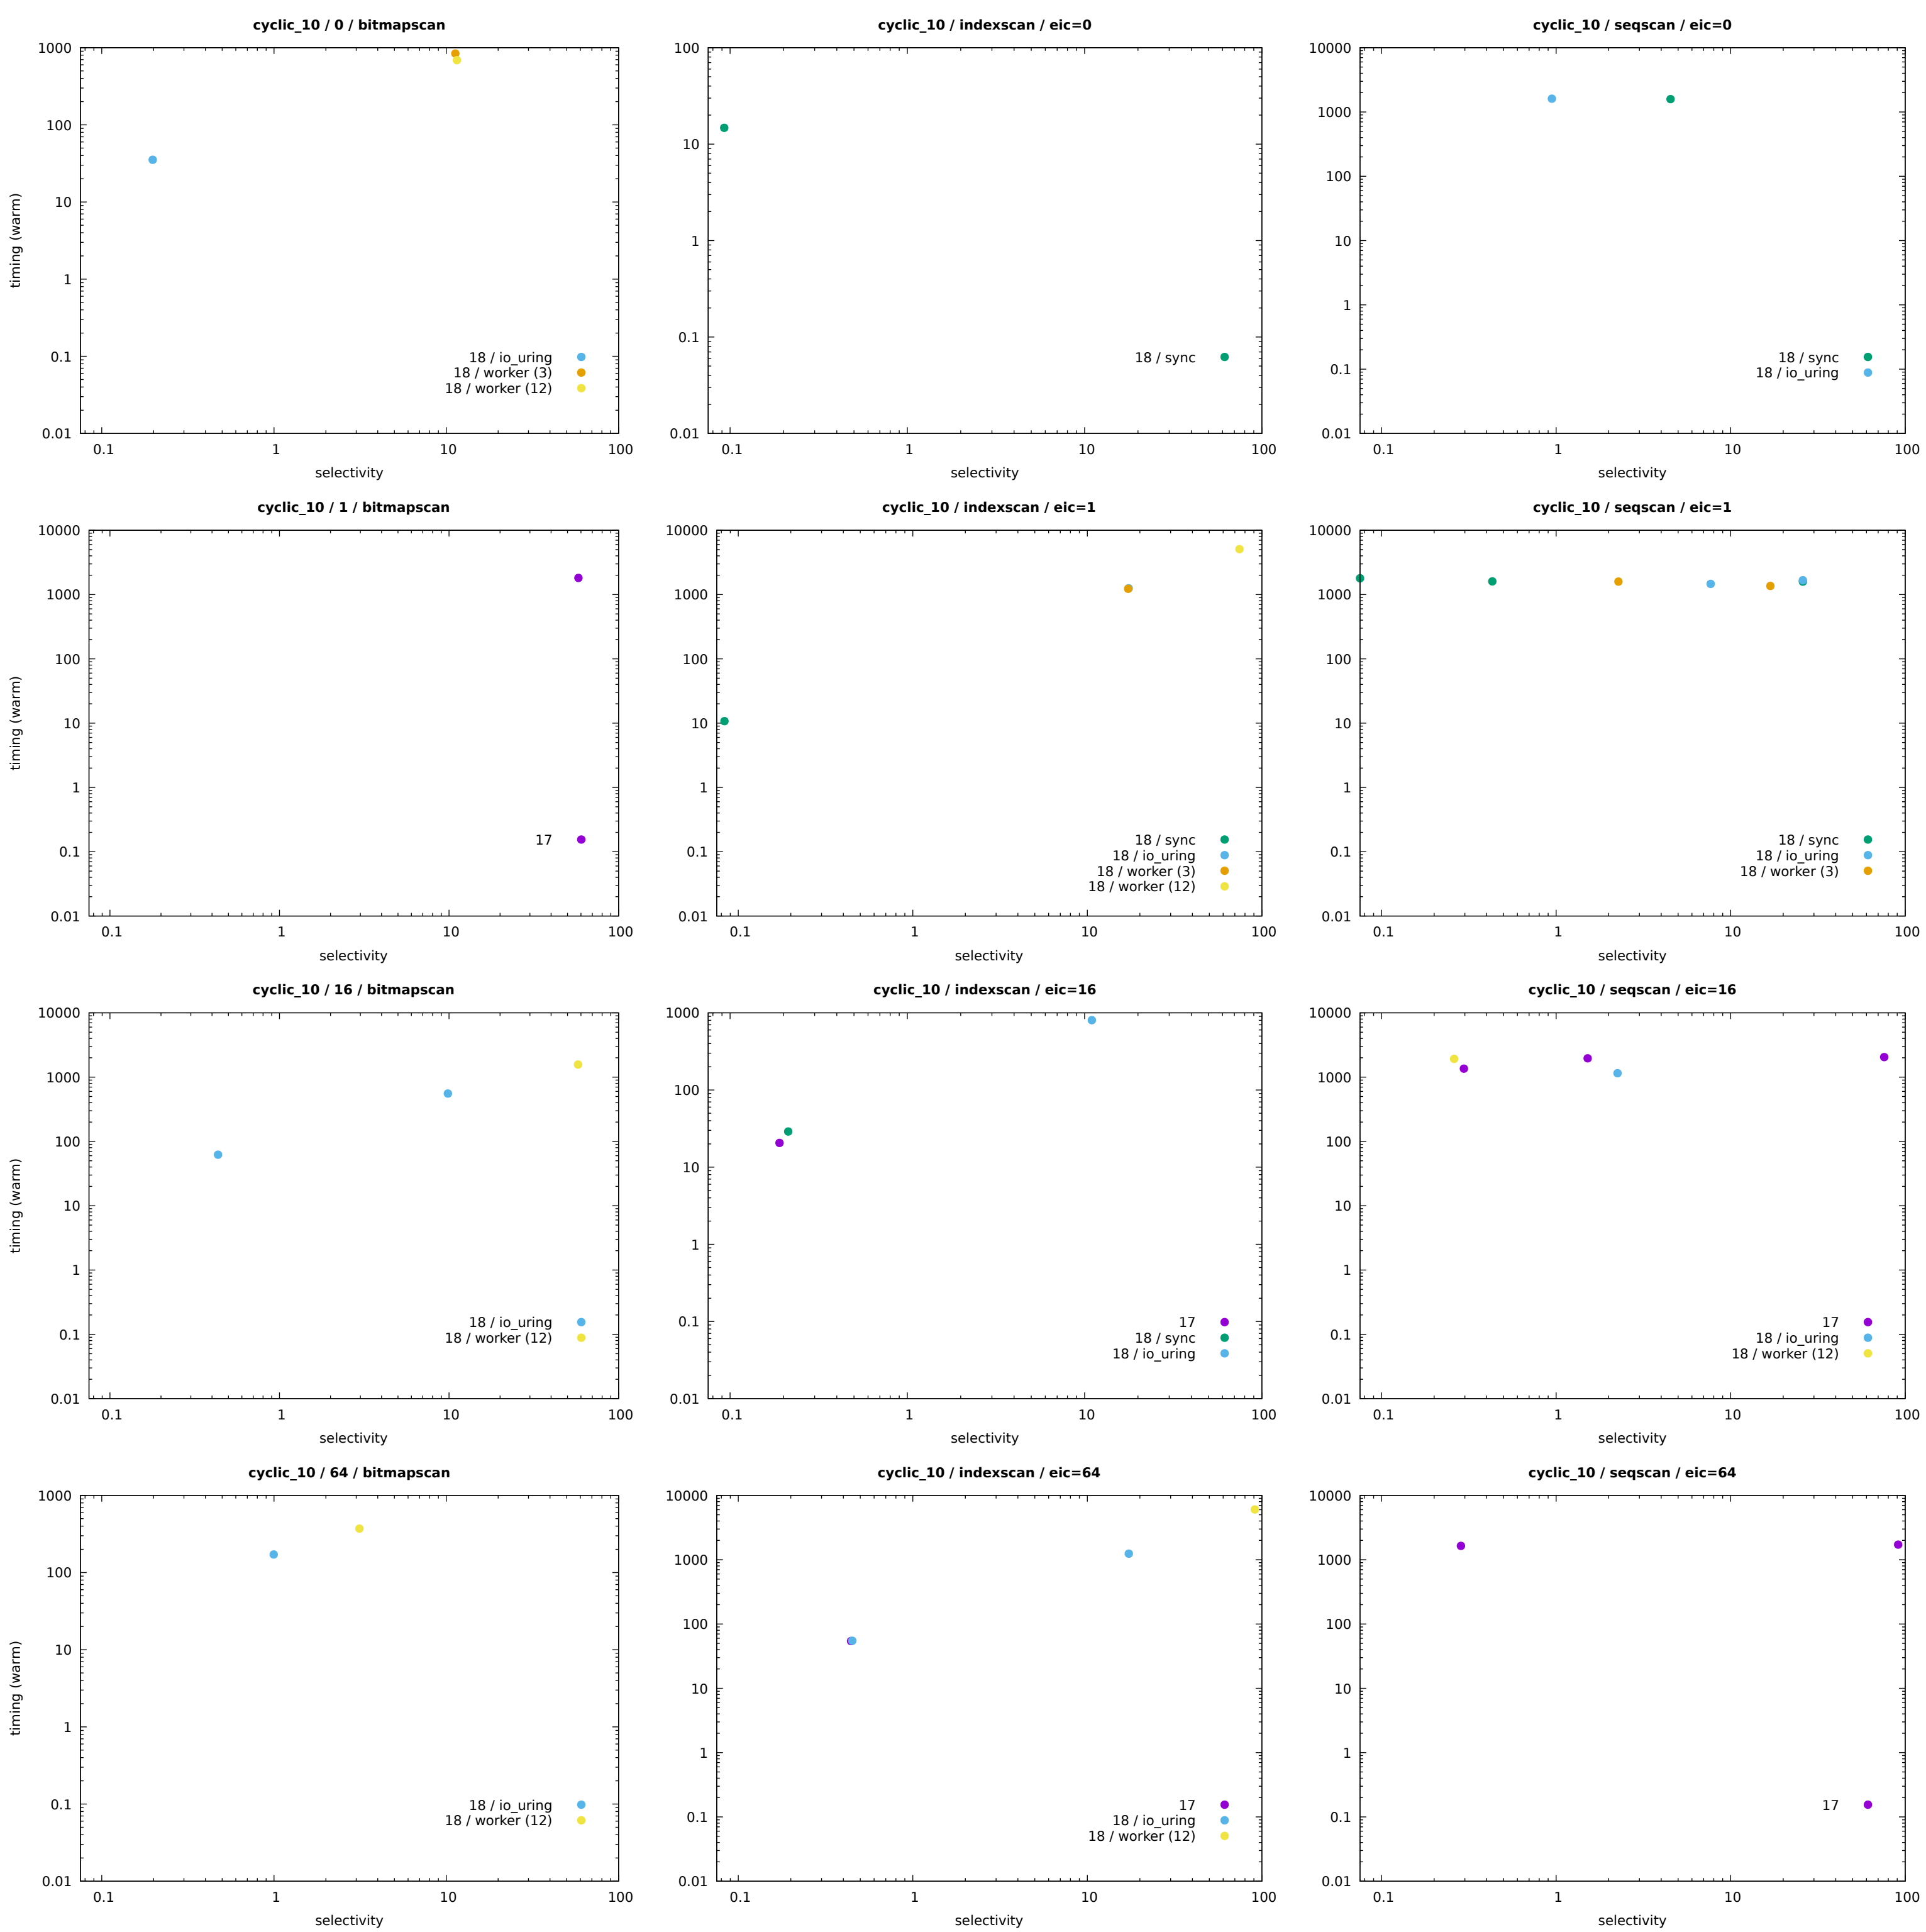 cyclic_10 / 0 / bitmapscan
1000
100
10
1
0.1
0.01
timing (warm)
18 / io_uring
18 / worker (3)
18 / worker (12)
0.1 1 10 100
selectivity
cyclic_10 / indexscan / eic=0
100
10
1
0.1
0.01
18 / sync
0.1 1 10 100
selectivity
cyclic_10 / seqscan / eic=0
10000
1000
100
10
1
0.1
0.01
18 / sync
18 / io_uring
0.1 1 10 100
selectivity
cyclic_10 / 1 / bitmapscan
10000
1000
100
10
1
0.1
0.01
timing (warm)
17
0.1 1 10 100
selectivity
cyclic_10 / indexscan / eic=1
10000
1000
100
10
1
0.1
0.01
18 / sync
18 / io_uring
18 / worker (3)
18 / worker (12)
0.1 1 10 100
selectivity
cyclic_10 / seqscan / eic=1
10000
1000
100
10
1
0.1
0.01
18 / sync
18 / io_uring
18 / worker (3)
0.1 1 10 100
selectivity
cyclic_10 / 16 / bitmapscan
10000
1000
100
10
1
0.1
0.01
timing (warm)
18 / io_uring
18 / worker (12)
0.1 1 10 100
selectivity
cyclic_10 / indexscan / eic=16
1000
100
10
1
0.1
0.01
17
18 / sync
18 / io_uring
0.1 1 10 100
selectivity
cyclic_10 / seqscan / eic=16
10000
1000
100
10
1
0.1
0.01
17
18 / io_uring
18 / worker (12)
0.1 1 10 100
selectivity
cyclic_10 / 64 / bitmapscan
1000
100
10
1
0.1
0.01
timing (warm)
18 / io_uring
18 / worker (12)
0.1 1 10 100
selectivity
cyclic_10 / indexscan / eic=64
10000
1000
100
10
1
0.1
0.01
17
18 / io_uring
18 / worker (12)
0.1 1 10 100
selectivity
cyclic_10 / seqscan / eic=64
10000
1000
100
10
1
0.1
0.01
17
0.1 1 10 100
selectivity